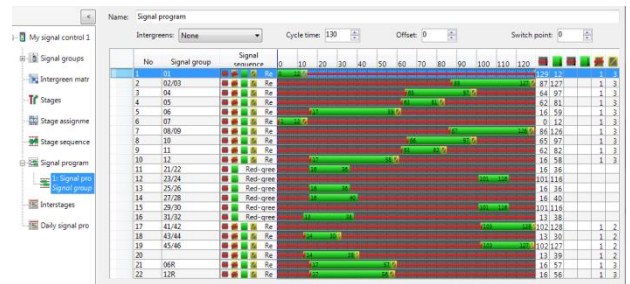 Name: Signal program
Intergreens: None Cycle time: 130 Offset: 0 Switch point: 0
My signal control 1
Signal groups
Intergreen matr
Stages
Stage assignme
Stage sequence
Signal program
1: Signal pro
Signal group
Interstages
Daily signal pro
No Signal group Signal sequence 0 10 20 30 40 50 60 70 80 90 100 110 120
1 01 Re 129 12 1 3
2 02/03 Re 87 127 1 3
3 04 Re 64 97 1 3
4 05 Re 62 81 1 3
5 06 Re 16 59 1 3
6 07 Re 0 12 1 3
7 08/09 Re 86 126 1 3
8 10 Re 65 97 1 3
9 11 Re 62 82 1 3
10 12 Re 16 58 1 3
11 21/22 Red-gree 16 36
12 23/24 Red-gree 101 116
13 25/26 Red-gree 16 36
14 27/28 Red-gree 16 40
15 29/30 Red-gree 101 116
16 31/32 Red-gree 13 38
17 41/42 Re 102 128 1 2
18 43/44 Re 13 30 1 2
19 45/46 Re 102 127 1 2
20 Re 13 39 1 2
21 06R Re 16 57 1 3
22 12R Re 16 56 1 3